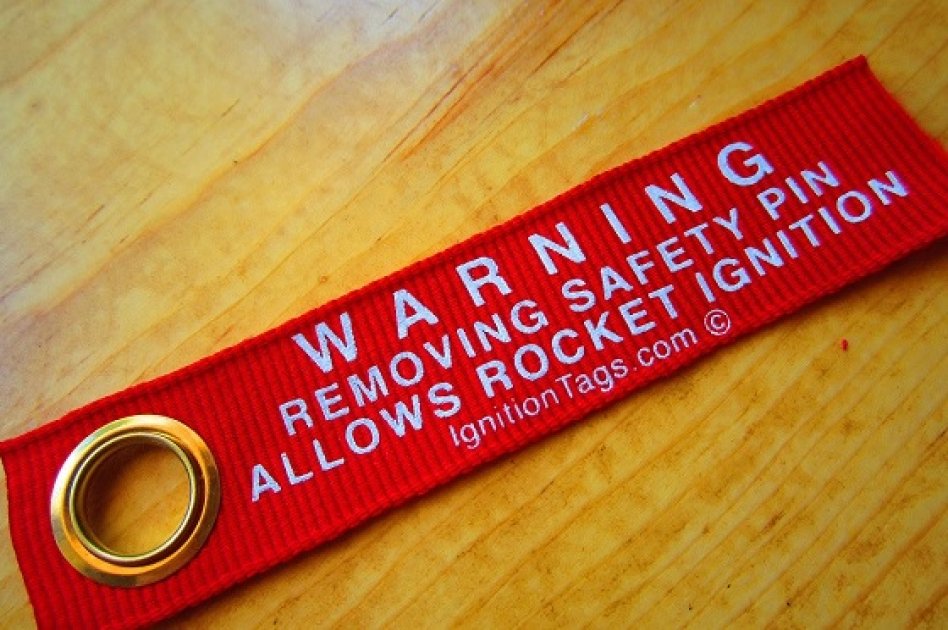 WARNING
REMOVING SAFETY PIN
ALLOWS ROCKET IGNITION
IgnitionTags.com ©